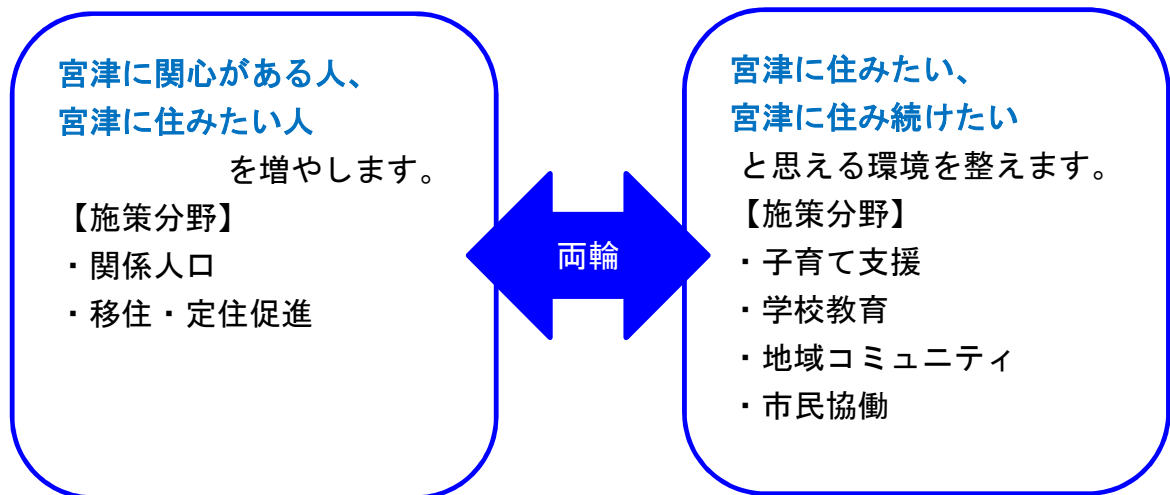 宮津に関心がある人、
宮津に住みたい人
を増やします。
【施策分野】
・関係人口
・移住・定住促進
両輪
宮津に住みたい、
宮津に住み続けたい
と思える環境を整えます。
【施策分野】
・子育て支援
・学校教育
・地域コミュニティ
・市民協働